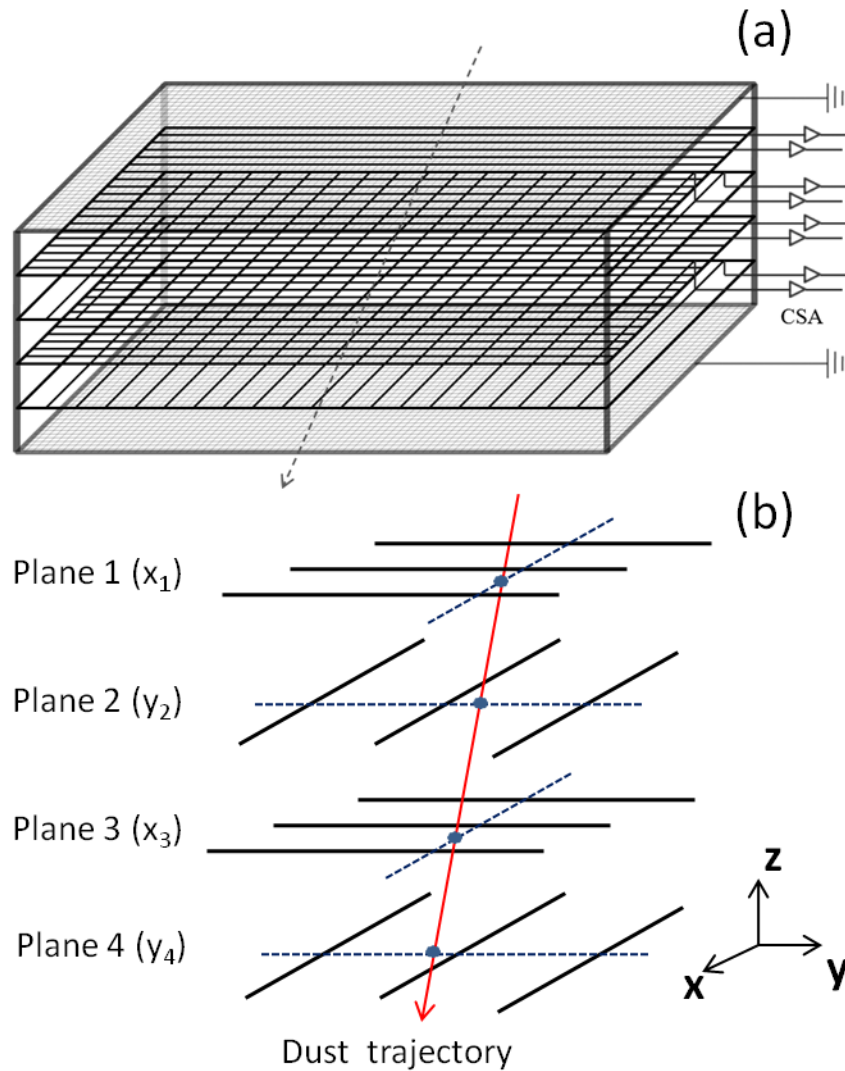 (a)
CSA
(b)
Plane 1 (x₁)
Plane 2 (y₂)
Plane 3 (x₃)
Plane 4 (y₄)
z
x
y
Dust trajectory